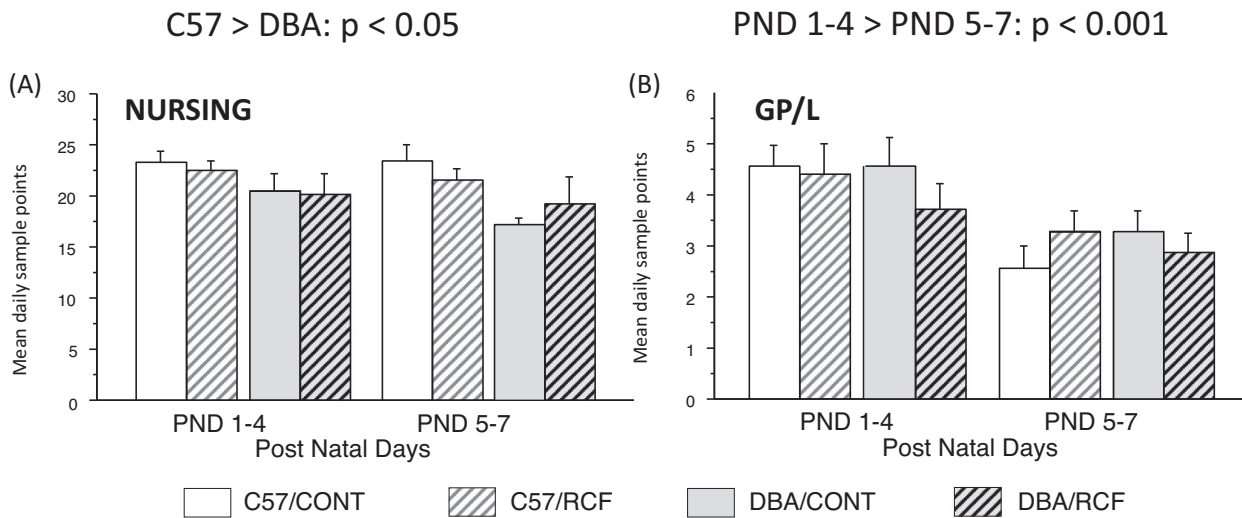 C57 > DBA: p < 0.05
PND 1-4 > PND 5-7: p < 0.001
(A)
NURSING
Mean daily sample points
30
25
20
15
10
5
0
PND 1-4
PND 5-7
Post Natal Days
(B)
GP/L
Mean daily sample points
6
5
4
3
2
1
0
PND 1-4
PND 5-7
Post Natal Days
C57/CONT
C57/RCF
DBA/CONT
DBA/RCF